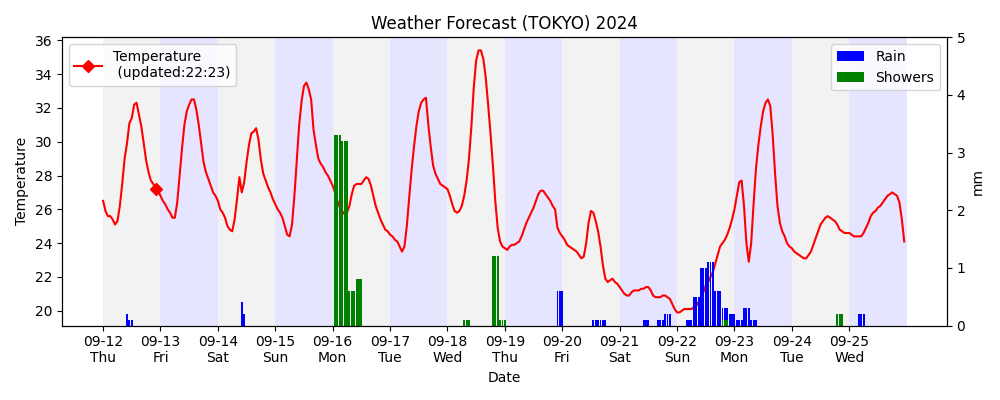 Weather Forecast (TOKYO) 2024
Temperature
(updated:22:23)
Rain
Showers
Temperature
36
34
32
30
28
26
24
22
20
5
4
3
2
1
0
mm
09-12 09-13 09-14 09-15 09-16 09-17 09-18 09-19 09-20 09-21 09-22 09-23 09-24 09-25
Thu Fri Sat Sun Mon Tue Wed Thu Fri Sat Sun Mon Tue Wed
Date